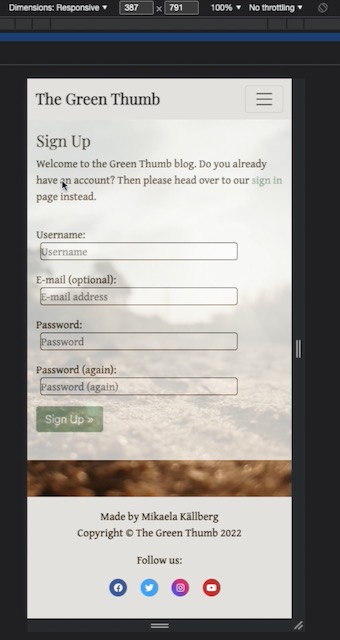 Dimensions: Responsive ▼ 387 × 791 100% ▼ No throttling ▼
The Green Thumb
Sign Up
Welcome to the Green Thumb blog. Do you already
have an account? Then please head over to our sign in
page instead.
Username:
Username
E-mail (optional):
E-mail address
Password:
Password
Password (again):
Password (again)
Sign Up »
Made by Mikaela Källberg
Copyright © The Green Thumb 2022
Follow us: